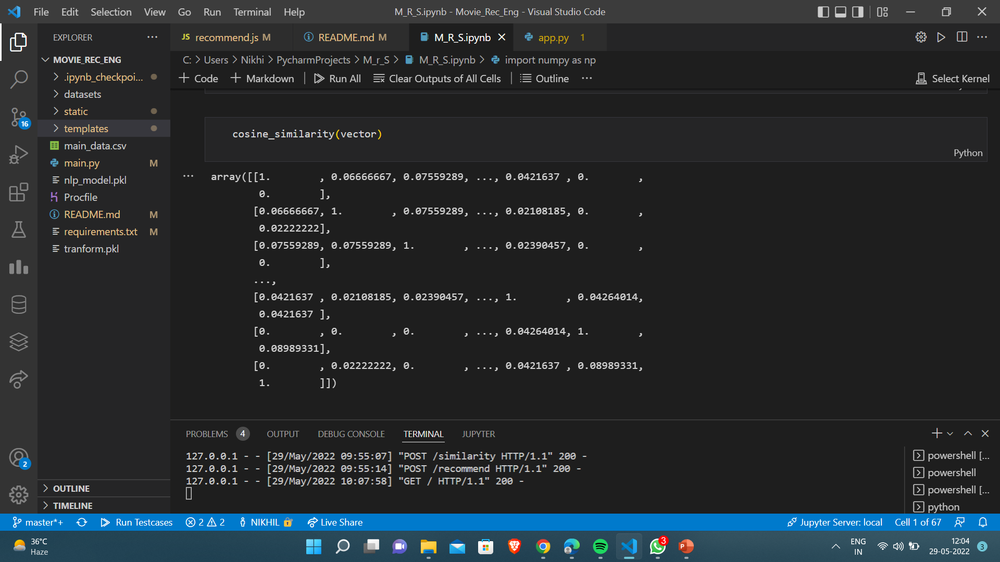 File Edit Selection View Go Run Terminal Help
M_R_S.ipynb - Movie_Rec_Eng - Visual Studio Code
EXPLORER
JS recommend.js M
README.md M
M_R_S.ipynb
app.py 1
MOVIE_REC_ENG
C: > Users > Nikhi > PycharmProjects > M_r_S > M_R_S.ipynb > import numpy as np
+ Code + Markdown Run All Clear Outputs of All Cells Outline ...
Select Kernel
.ipynb_checkpoi...
datasets
static
templates
main_data.csv
main.py M
nlp_model.pkl
Procfile
README.md M
requirements.txt M
tranform.pkl
16
2
OUTLINE
TIMELINE
cosine_similarity(vector)
Python
array([[1.        , 0.06666667, 0.07559289, ..., 0.0421637 , 0.        ,
0.        ],
[0.06666667, 1.        , 0.07559289, ..., 0.02108185, 0.        ,
0.02222222],
[0.07559289, 0.07559289, 1.        , ..., 0.02390457, 0.        ,
0.        ],
...,
[0.0421637 , 0.02108185, 0.02390457, ..., 1.        , 0.04264014,
0.0421637 ],
[0.        , 0.        , 0.        , ..., 0.04264014, 1.        ,
0.08989331],
[0.        , 0.02222222, 0.        , ..., 0.0421637 , 0.08989331,
1.        ]])
PROBLEMS 4 OUTPUT DEBUG CONSOLE TERMINAL JUPYTER
127.0.0.1 - - [29/May/2022 09:55:07] "POST /similarity HTTP/1.1" 200 -
127.0.0.1 - - [29/May/2022 09:55:14] "POST /recommend HTTP/1.1" 200 -
127.0.0.1 - - [29/May/2022 10:07:58] "GET / HTTP/1.1" 200 -
powershell [...
powershell
powershell [...
python
master*+ Run Testcases 2 2 NIKHIL Live Share
Jupyter Server: local Cell 1 of 67
36°C
Haze
3
ENG
IN
12:04
29-05-2022
3